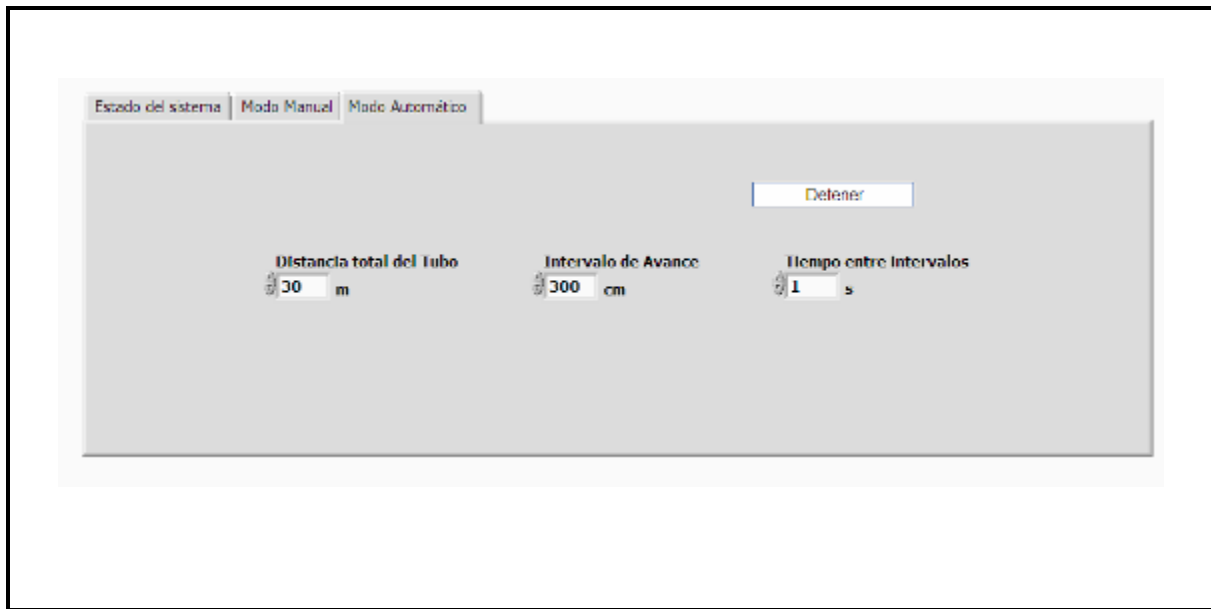 Estado del sistema Modo Manual Modo Automático
Detener
Distancia total del Tubo Intervalo de Avance Tiempo entre Intervalos
30 m 300 cm 1 s